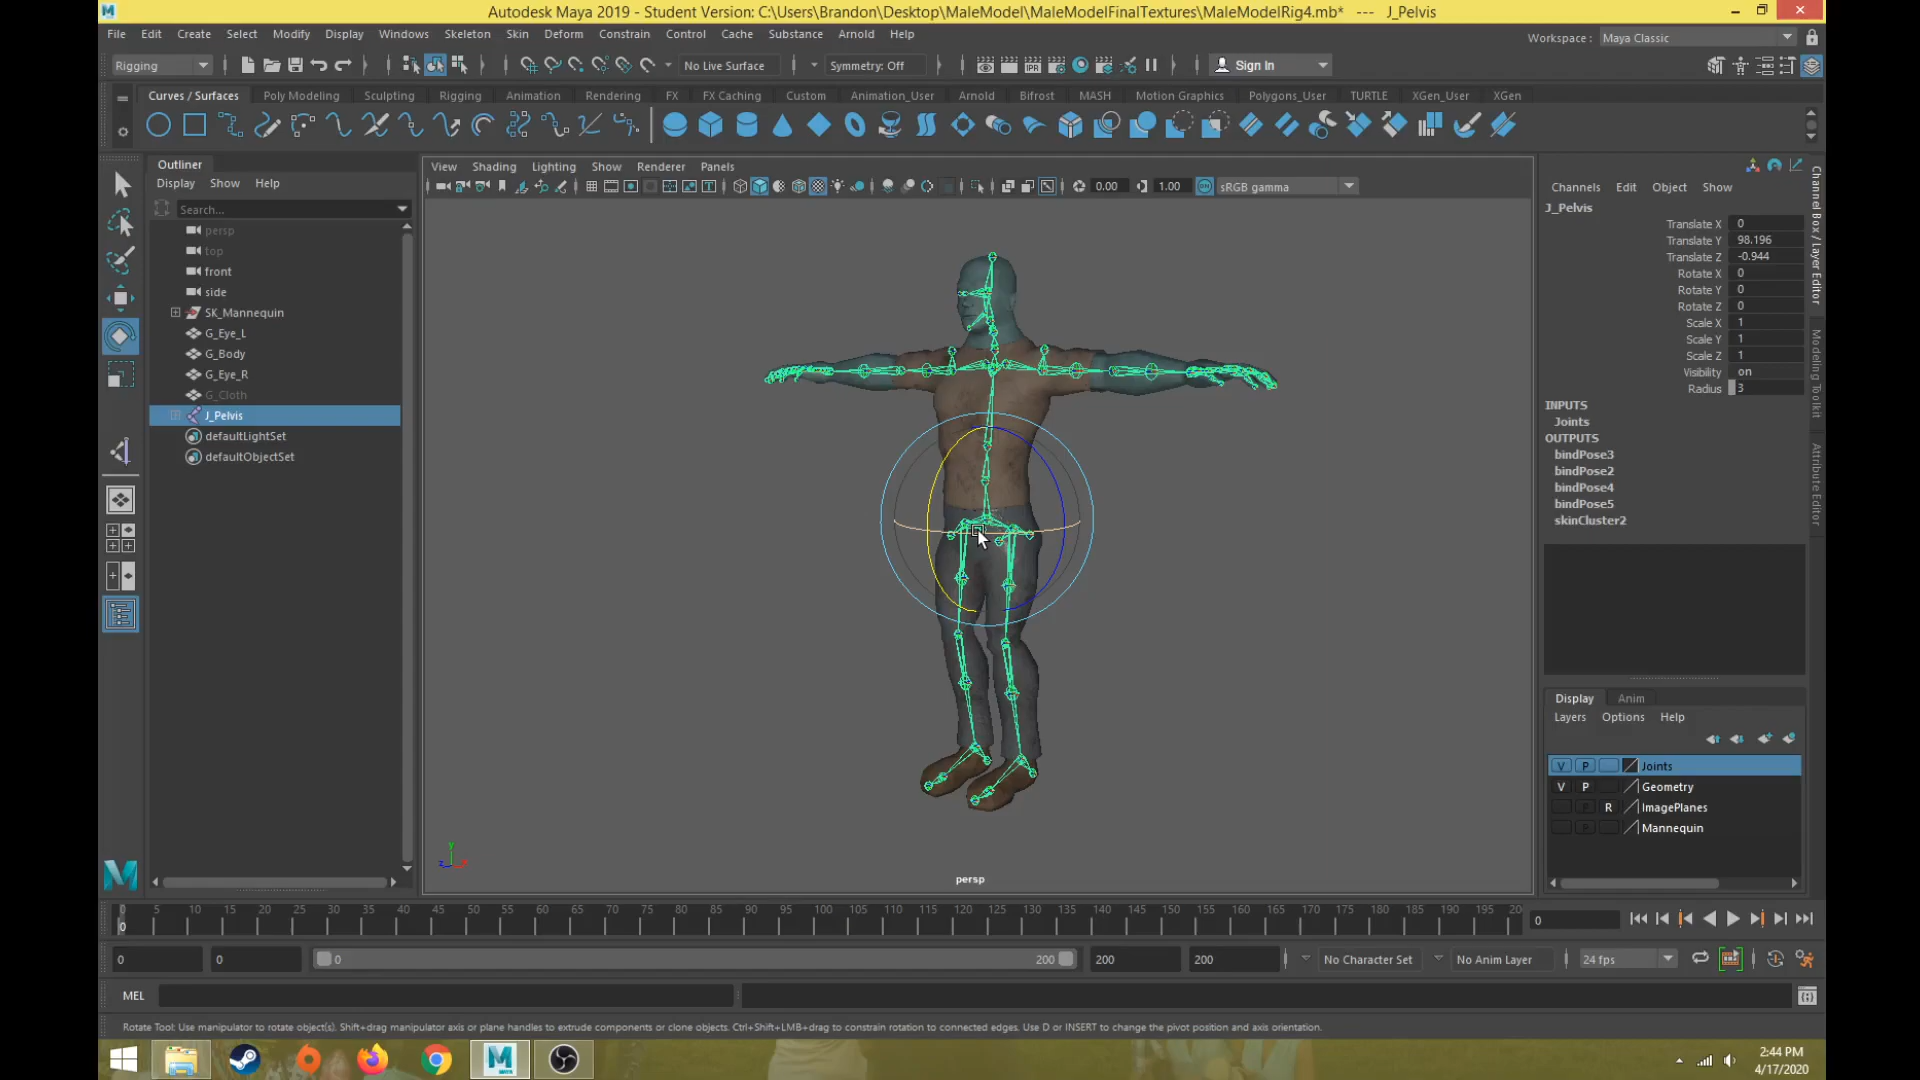 Autodesk Maya 2019 - Student Version: C:\Users\Brandon\Desktop\MaleModel\MaleModelFinalTextures\MaleModelRig4.mb* --- J_Pelvis
File Edit Create Select Modify Display Windows Skeleton Skin Deform Constrain Control Cache Substance Arnold Help
Workspace : Maya Classic
Rigging No Live Surface Symmetry: Off IPR Sign In
Curves / Surfaces Poly Modeling Sculpting Rigging Animation Rendering FX FX Caching Custom Animation_User Arnold Bifrost MASH Motion Graphics Polygons_User TURTLE XGen_User XGen
Outliner
Display Show Help
Search...
persp
top
front
side
SK_Mannequin
G_Eye_L
G_Body
G_Eye_R
G_Cloth
J_Pelvis
defaultLightSet
defaultObjectSet
View Shading Lighting Show Renderer Panels
0.00 1.00 sRGB gamma
y
z
persp
Channels Edit Object Show
J_Pelvis
Translate X 0
Translate Y 98.196
Translate Z -0.944
Rotate X 0
Rotate Y 0
Rotate Z 0
Scale X 1
Scale Y 1
Scale Z 1
Visibility on
Radius 3
INPUTS
Joints
OUTPUTS
bindPose3
bindPose2
bindPose4
bindPose5
skinCluster2
Channel Box / Layer Editor
Modeling Toolkit
Attribute Editor
Display Anim
Layers Options Help
V P Joints
V P Geometry
P R ImagePlanes
P Mannequin
0 5 10 15 20 25 30 35 40 45 50 55 60 65 70 75 80 85 90 95 100 105 110 115 120 125 130 135 140 145 150 155 160 165 170 175 180 185 190 195 20
0
0
0 0 0 200 200 200 No Character Set No Anim Layer 24 fps
MEL
Rotate Tool: Use manipulator to rotate object(s). Shift+drag manipulator axis or plane handles to extrude components or clone objects. Ctrl+Shift+LMB+drag to constrain rotation to connected edges. Use D or INSERT to change the pivot position and axis orientation.
2:44 PM
4/17/2020